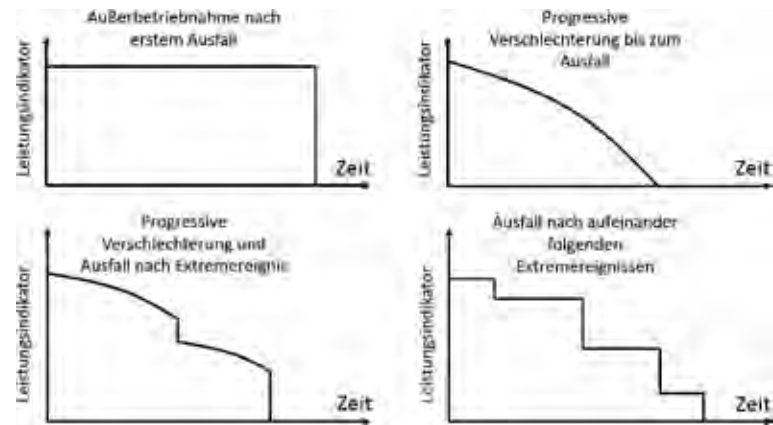 Außerbetriebnahme nach
erstem Ausfall
Leistungsindikator
Zeit
Progressive
Verschlechterung bis zum
Ausfall
Leistungsindikator
Zeit
Progressive
Verschlechterung und
Ausfall nach Extremereignis
Leistungsindikator
Zeit
Ausfall nach aufeinander
folgenden
Extremereignissen
Leistungsindikator
Zeit